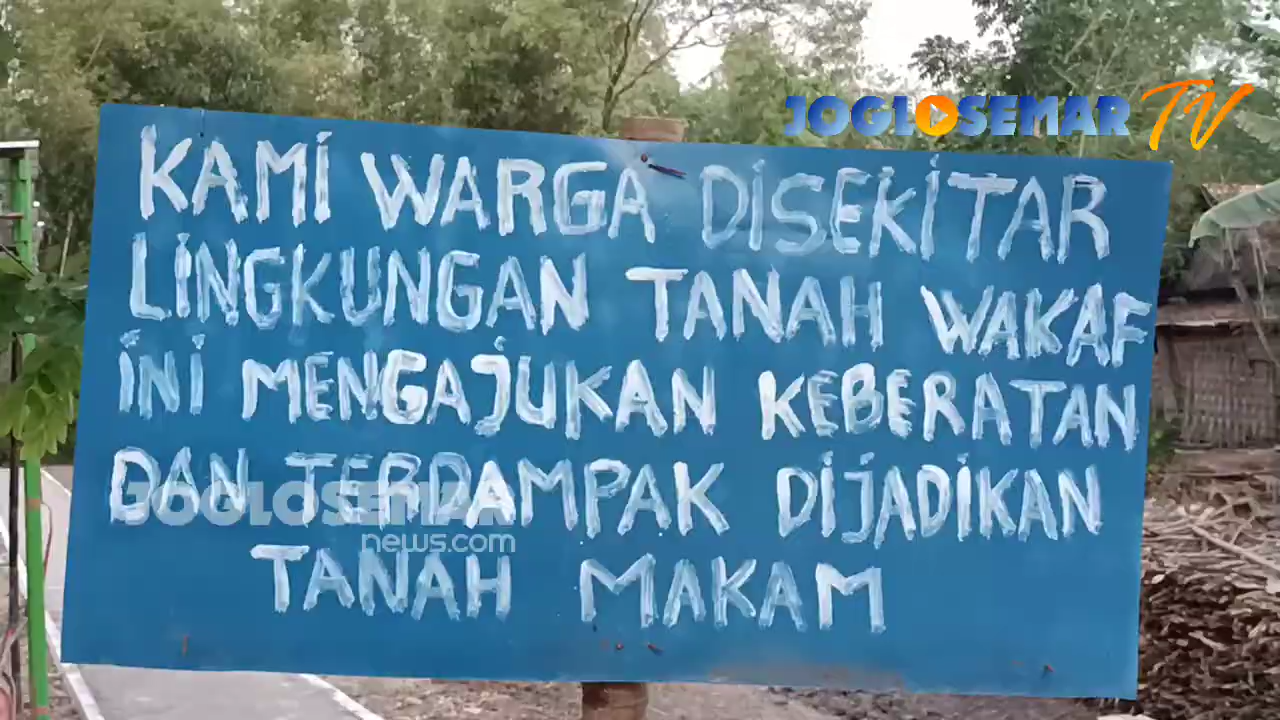 JOGLOSEMAR TV
KAMI WARGA DISEKITAR
LINGKUNGAN TANAH WAKAF
INI MENGAJUKAN KEBERATAN
DAN TERDAMPAK DIJADIKAN
TANAH MAKAM
JOGLOSEMAR
news.com